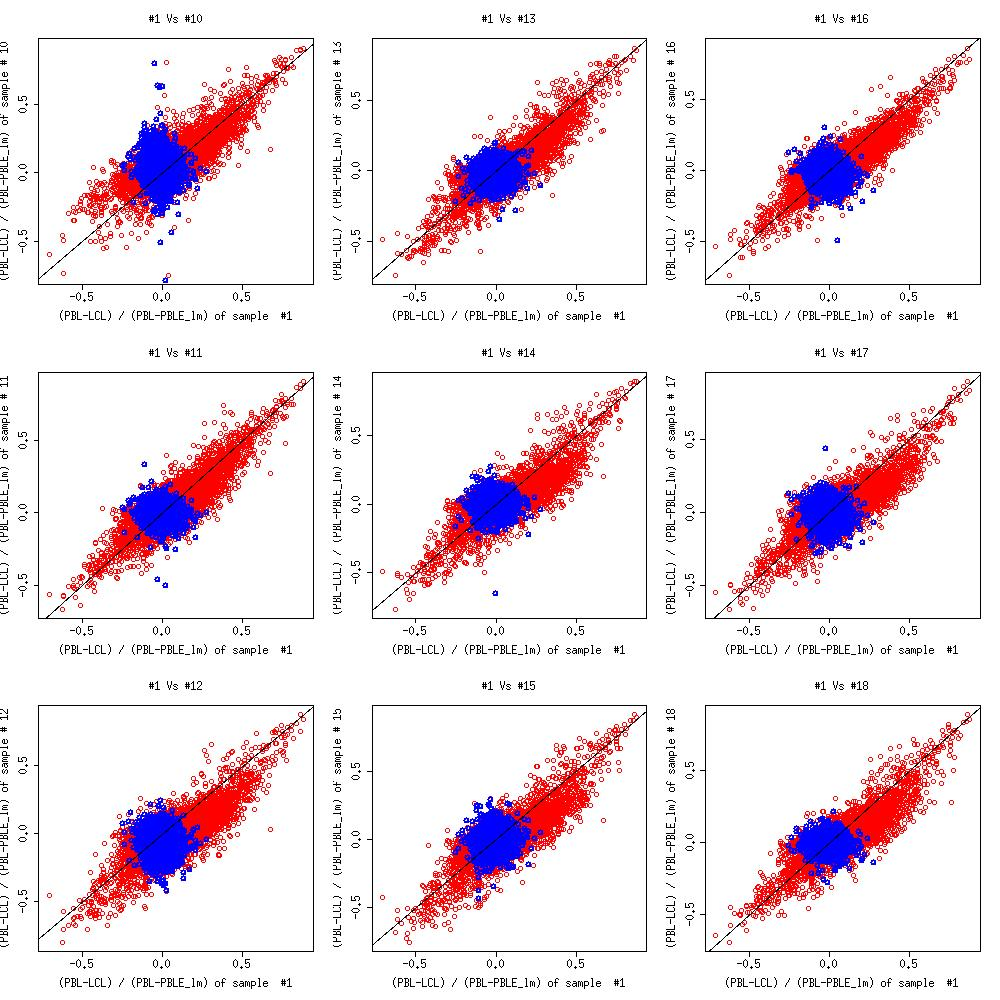 #1 Vs #10
(PBL-LCL) / (PBL-PBLE_lm) of sample # 10
0.5
0.0
-0.5
-0.5 0.0 0.5
(PBL-LCL) / (PBL-PBLE_lm) of sample #1
#1 Vs #13
(PBL-LCL) / (PBL-PBLE_lm) of sample # 13
0.5
0.0
-0.5
-0.5 0.0 0.5
(PBL-LCL) / (PBL-PBLE_lm) of sample #1
#1 Vs #16
(PBL-LCL) / (PBL-PBLE_lm) of sample # 16
0.5
0.0
-0.5
-0.5 0.0 0.5
(PBL-LCL) / (PBL-PBLE_lm) of sample #1
#1 Vs #11
(PBL-LCL) / (PBL-PBLE_lm) of sample # 11
0.5
0.0
-0.5
-0.5 0.0 0.5
(PBL-LCL) / (PBL-PBLE_lm) of sample #1
#1 Vs #14
(PBL-LCL) / (PBL-PBLE_lm) of sample # 14
0.5
0.0
-0.5
-0.5 0.0 0.5
(PBL-LCL) / (PBL-PBLE_lm) of sample #1
#1 Vs #17
(PBL-LCL) / (PBL-PBLE_lm) of sample # 17
0.5
0.0
-0.5
-0.5 0.0 0.5
(PBL-LCL) / (PBL-PBLE_lm) of sample #1
#1 Vs #12
(PBL-LCL) / (PBL-PBLE_lm) of sample # 12
0.5
0.0
-0.5
-0.5 0.0 0.5
(PBL-LCL) / (PBL-PBLE_lm) of sample #1
#1 Vs #15
(PBL-LCL) / (PBL-PBLE_lm) of sample # 15
0.5
0.0
-0.5
-0.5 0.0 0.5
(PBL-LCL) / (PBL-PBLE_lm) of sample #1
#1 Vs #18
(PBL-LCL) / (PBL-PBLE_lm) of sample # 18
0.5
0.0
-0.5
-0.5 0.0 0.5
(PBL-LCL) / (PBL-PBLE_lm) of sample #1